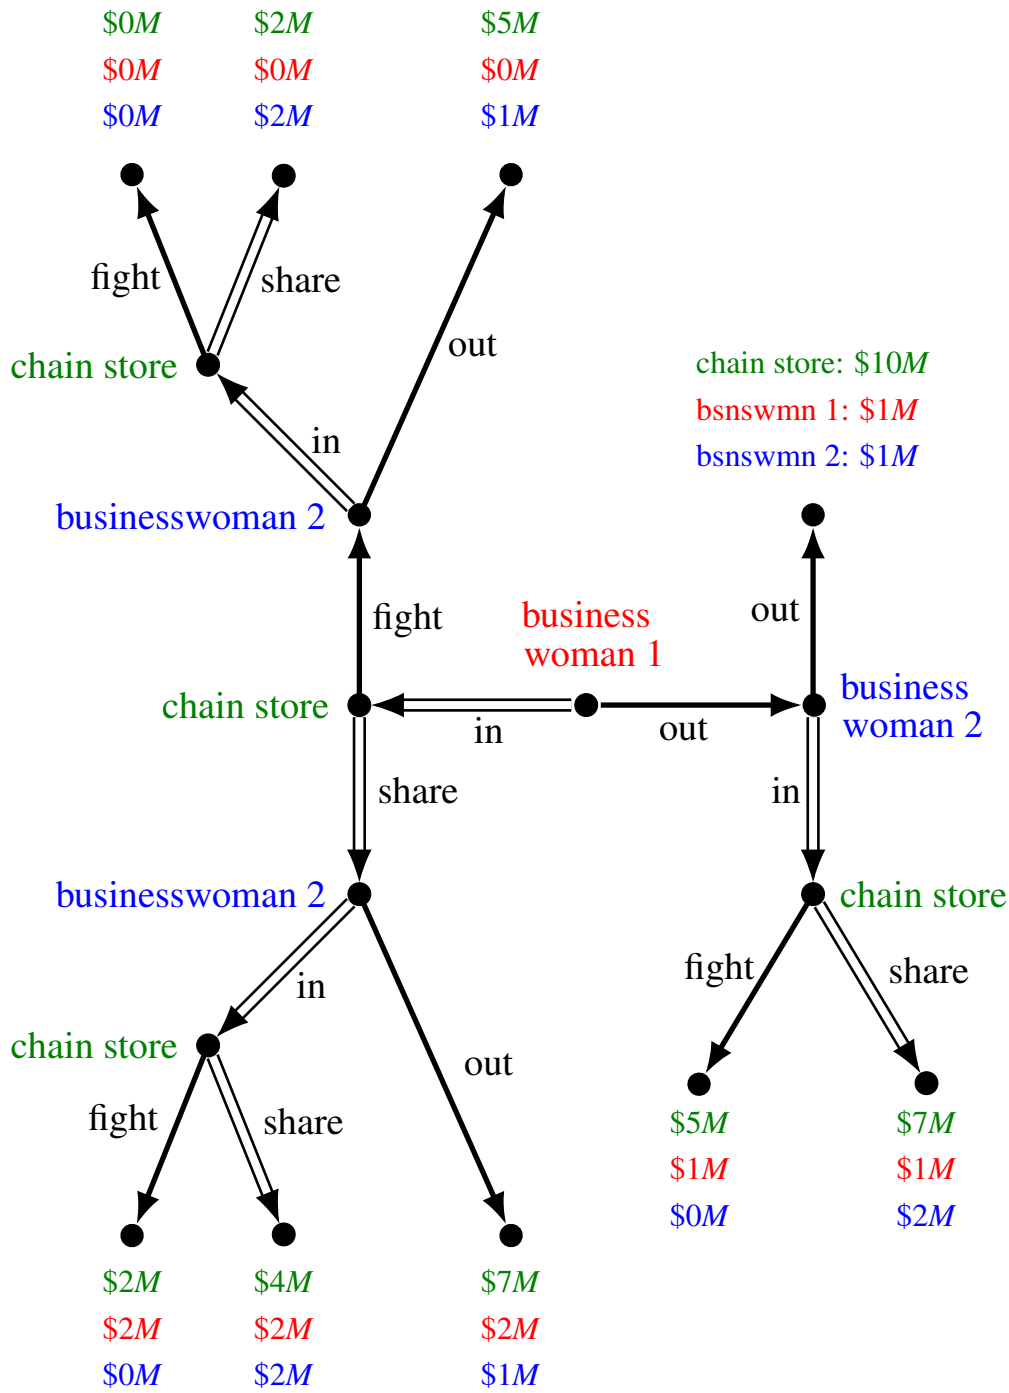 $0M $2M $5M
$0M $0M $0M
$0M $2M $1M
fight
share
out
chain store
chain store: $10M
bsnswmn 1: $1M
bsnswmn 2: $1M
in
businesswoman 2
fight
business
woman 1
out
chain store
in
out
business
woman 2
share
in
businesswoman 2
chain store
in
fight
share
chain store
out
fight
share
$5M $7M
$1M $1M
$0M $2M
$2M $4M $7M
$2M $2M $2M
$0M $2M $1M